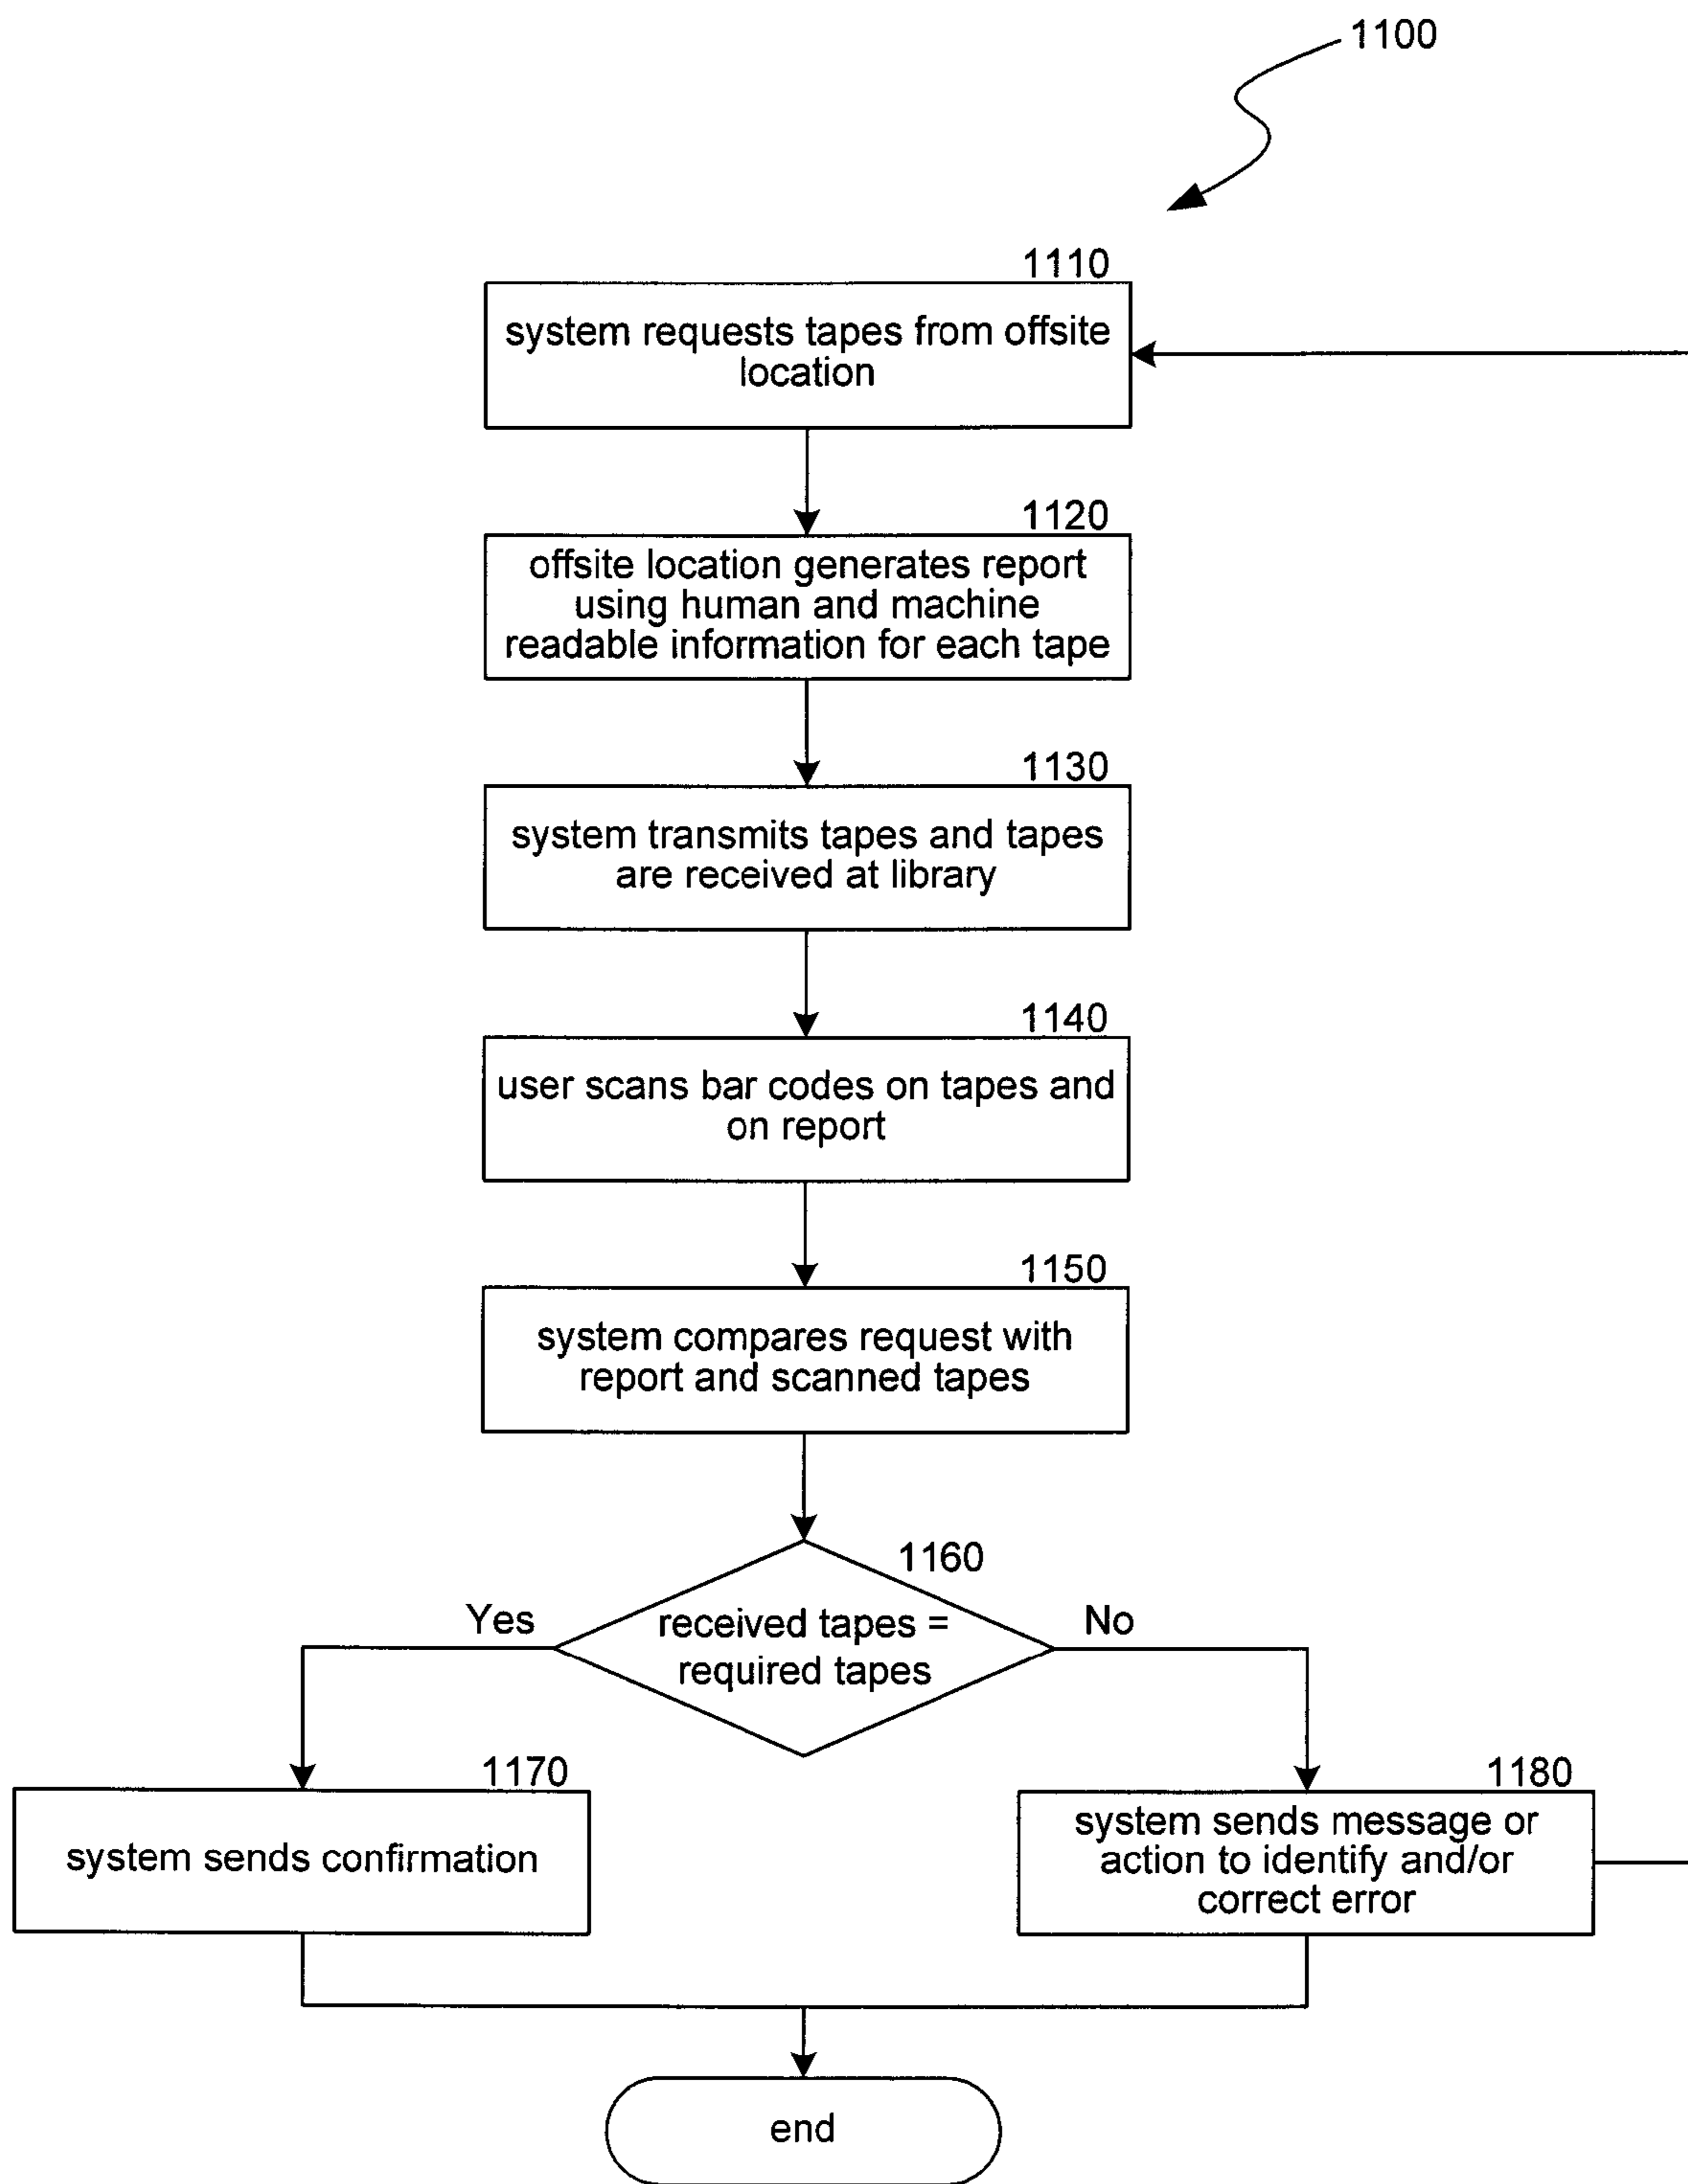 1100
1110
system requests tapes from offsite
location
1120
offsite location generates report
using human and machine
readable information for each tape
1130
system transmits tapes and tapes
are received at library
1140
user scans bar codes on tapes and
on report
1150
system compares request with
report and scanned tapes
1160
received tapes =
required tapes
Yes
No
1170
system sends confirmation
1180
system sends message or
action to identify and/or
correct error
end